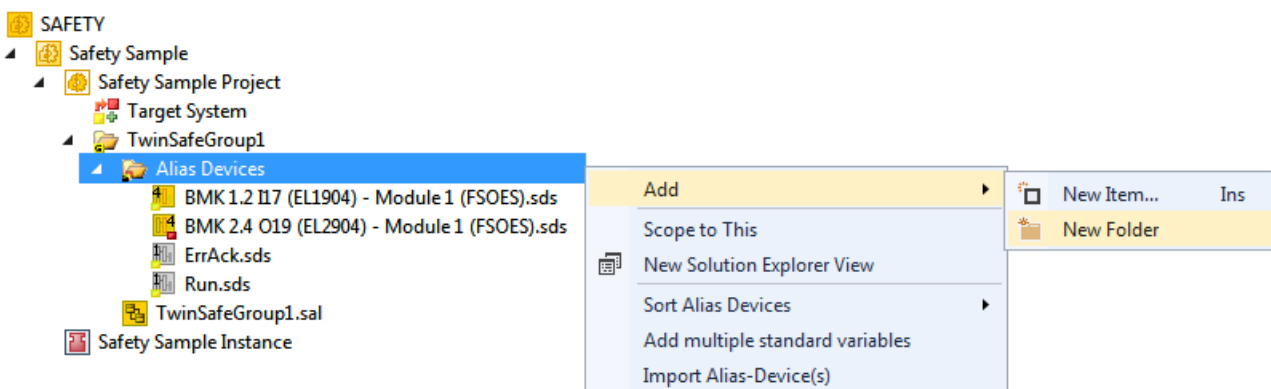 SAFETY
Safety Sample
Safety Sample Project
Target System
TwinSafeGroup1
Alias Devices
BMK 1.2 I17 (EL1904) - Module 1 (FSOES).sds
BMK 2.4 O19 (EL2904) - Module 1 (FSOES).sds
ErrAck.sds
Run.sds
TwinSafeGroup1.sal
Safety Sample Instance
Add
Scope to This
New Solution Explorer View
Sort Alias Devices
Add multiple standard variables
Import Alias-Device(s)
New Item... Ins
New Folder